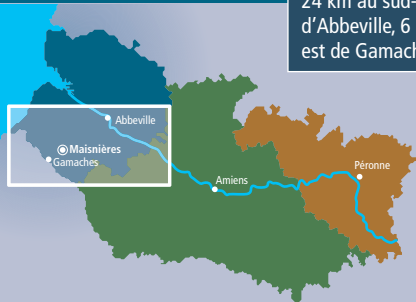 24 km au sud-
d’Abbeville, 6
est de Gamach
Abbeville
Maisnières
Gamaches
Péronne
Amiens